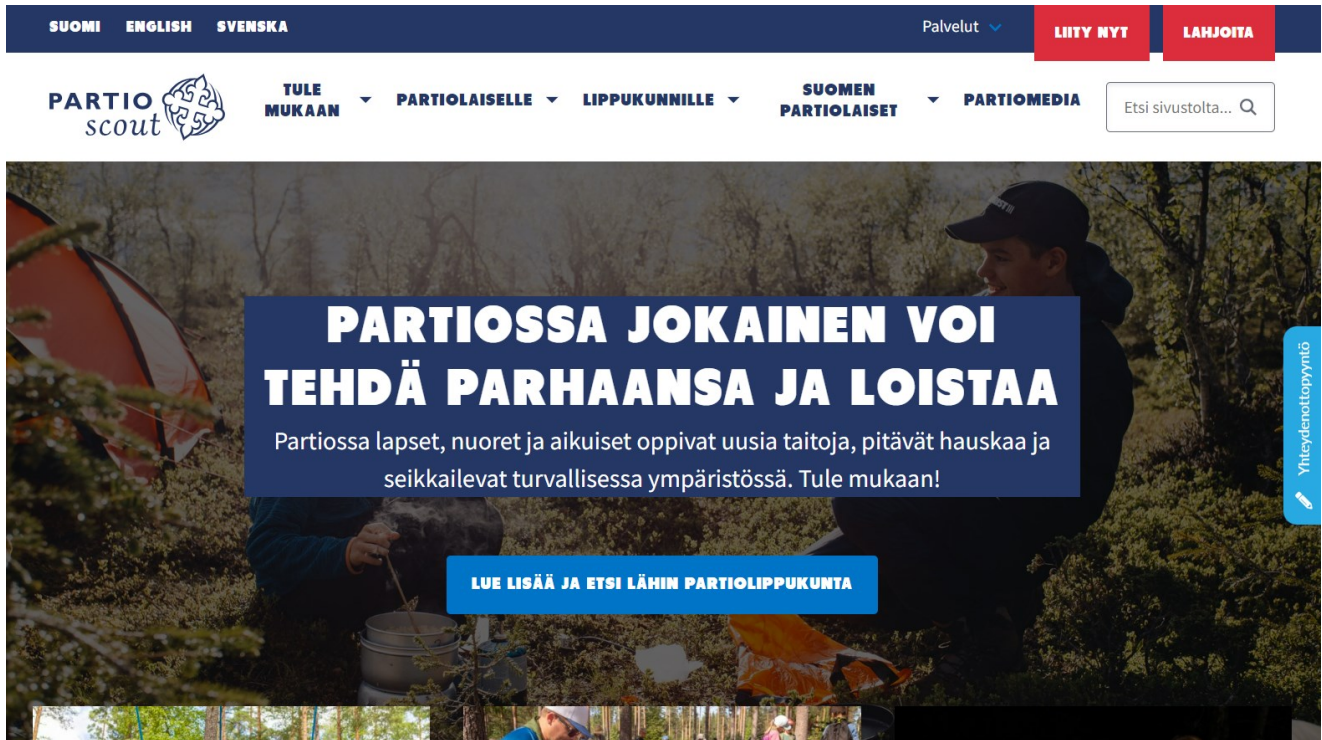 SUOMI ENGLISH SVENSKA
Palvelut
LIITY NYT
LAHJOITA
PARTIO
scout
TULE
MUKAAN
PARTIOLAISELLE
LIPPUKUNNILLE
SUOMEN
PARTIOLAISET
PARTIOMEDIA
Etsi sivustolta...
PARTIOSSA JOKAINEN VOI
TEHDÄ PARHAANSA JA LOISTAA
Partiossa lapset, nuoret ja aikuiset oppivat uusia taitoja, pitävät hauskaa ja
seikkailevat turvallisessa ympäristössä. Tule mukaan!
LUE LISÄÄ JA ETSI LÄHIN PARTIOLIPPUKUNTA
Yhteydenottopyyntö